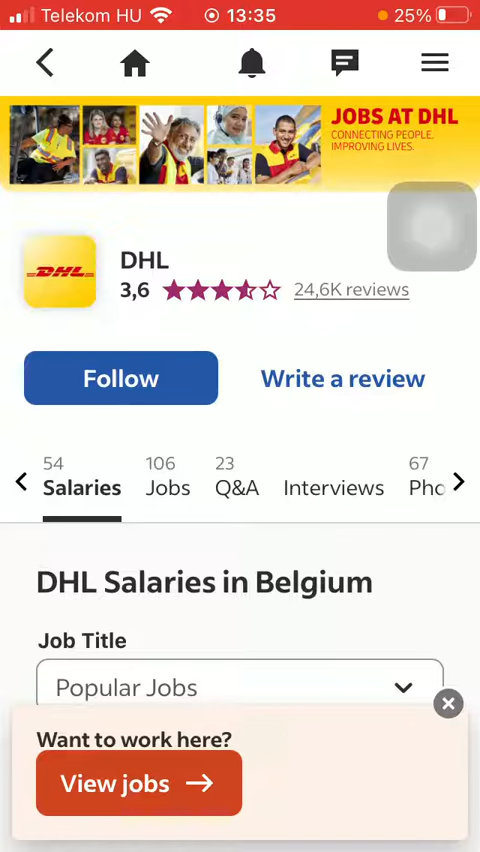 Telekom HU 13:35 25%
JOBS AT DHL
CONNECTING PEOPLE.
IMPROVING LIVES.
DHL
DHL
3,6 24,6K reviews
Follow Write a review
54 106 23 67
Salaries Jobs Q&A Interviews Pho
DHL Salaries in Belgium
Job Title
Popular Jobs
Want to work here?
View jobs →